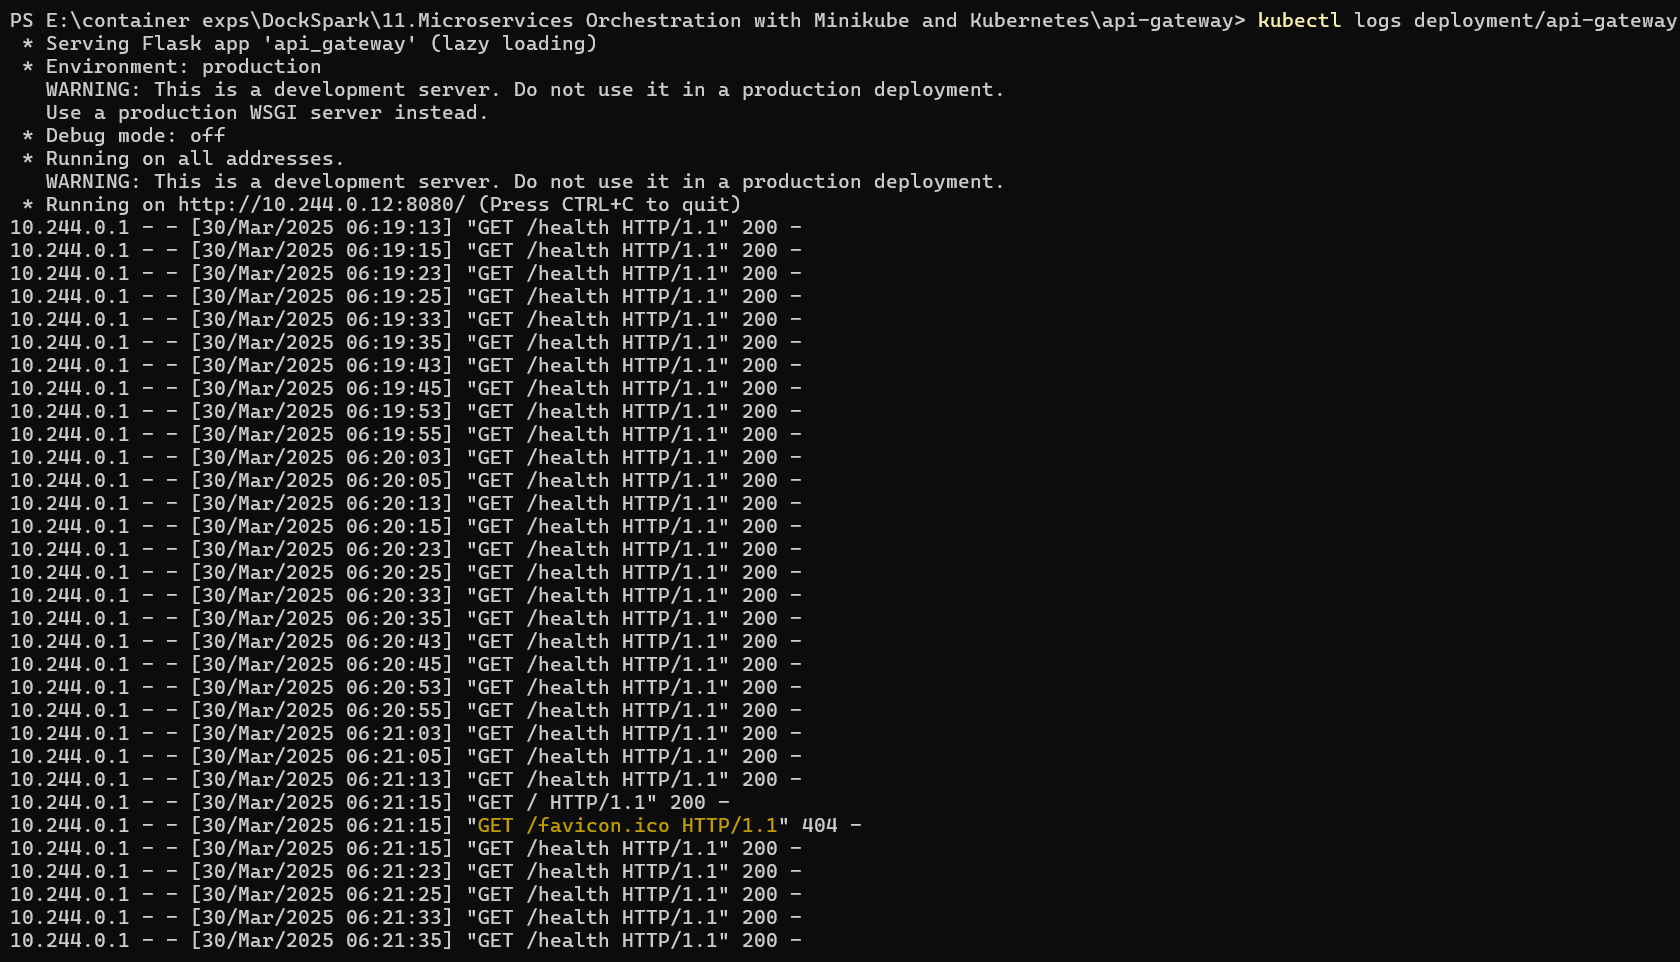 PS E:\container exps\DockSpark\11.Microservices Orchestration with Minikube and Kubernetes\api-gateway> kubectl logs deployment/api-gateway
 * Serving Flask app 'api_gateway' (lazy loading)
 * Environment: production
   WARNING: This is a development server. Do not use it in a production deployment.
   Use a production WSGI server instead.
 * Debug mode: off
 * Running on all addresses.
   WARNING: This is a development server. Do not use it in a production deployment.
 * Running on http://10.244.0.12:8080/ (Press CTRL+C to quit)
10.244.0.1 - - [30/Mar/2025 06:19:13] "GET /health HTTP/1.1" 200 -
10.244.0.1 - - [30/Mar/2025 06:19:15] "GET /health HTTP/1.1" 200 -
10.244.0.1 - - [30/Mar/2025 06:19:23] "GET /health HTTP/1.1" 200 -
10.244.0.1 - - [30/Mar/2025 06:19:25] "GET /health HTTP/1.1" 200 -
10.244.0.1 - - [30/Mar/2025 06:19:33] "GET /health HTTP/1.1" 200 -
10.244.0.1 - - [30/Mar/2025 06:19:35] "GET /health HTTP/1.1" 200 -
10.244.0.1 - - [30/Mar/2025 06:19:43] "GET /health HTTP/1.1" 200 -
10.244.0.1 - - [30/Mar/2025 06:19:45] "GET /health HTTP/1.1" 200 -
10.244.0.1 - - [30/Mar/2025 06:19:53] "GET /health HTTP/1.1" 200 -
10.244.0.1 - - [30/Mar/2025 06:19:55] "GET /health HTTP/1.1" 200 -
10.244.0.1 - - [30/Mar/2025 06:20:03] "GET /health HTTP/1.1" 200 -
10.244.0.1 - - [30/Mar/2025 06:20:05] "GET /health HTTP/1.1" 200 -
10.244.0.1 - - [30/Mar/2025 06:20:13] "GET /health HTTP/1.1" 200 -
10.244.0.1 - - [30/Mar/2025 06:20:15] "GET /health HTTP/1.1" 200 -
10.244.0.1 - - [30/Mar/2025 06:20:23] "GET /health HTTP/1.1" 200 -
10.244.0.1 - - [30/Mar/2025 06:20:25] "GET /health HTTP/1.1" 200 -
10.244.0.1 - - [30/Mar/2025 06:20:33] "GET /health HTTP/1.1" 200 -
10.244.0.1 - - [30/Mar/2025 06:20:35] "GET /health HTTP/1.1" 200 -
10.244.0.1 - - [30/Mar/2025 06:20:43] "GET /health HTTP/1.1" 200 -
10.244.0.1 - - [30/Mar/2025 06:20:45] "GET /health HTTP/1.1" 200 -
10.244.0.1 - - [30/Mar/2025 06:20:53] "GET /health HTTP/1.1" 200 -
10.244.0.1 - - [30/Mar/2025 06:20:55] "GET /health HTTP/1.1" 200 -
10.244.0.1 - - [30/Mar/2025 06:21:03] "GET /health HTTP/1.1" 200 -
10.244.0.1 - - [30/Mar/2025 06:21:05] "GET /health HTTP/1.1" 200 -
10.244.0.1 - - [30/Mar/2025 06:21:13] "GET /health HTTP/1.1" 200 -
10.244.0.1 - - [30/Mar/2025 06:21:15] "GET / HTTP/1.1" 200 -
10.244.0.1 - - [30/Mar/2025 06:21:15] "GET /favicon.ico HTTP/1.1" 404 -
10.244.0.1 - - [30/Mar/2025 06:21:15] "GET /health HTTP/1.1" 200 -
10.244.0.1 - - [30/Mar/2025 06:21:23] "GET /health HTTP/1.1" 200 -
10.244.0.1 - - [30/Mar/2025 06:21:25] "GET /health HTTP/1.1" 200 -
10.244.0.1 - - [30/Mar/2025 06:21:33] "GET /health HTTP/1.1" 200 -
10.244.0.1 - - [30/Mar/2025 06:21:35] "GET /health HTTP/1.1" 200 -